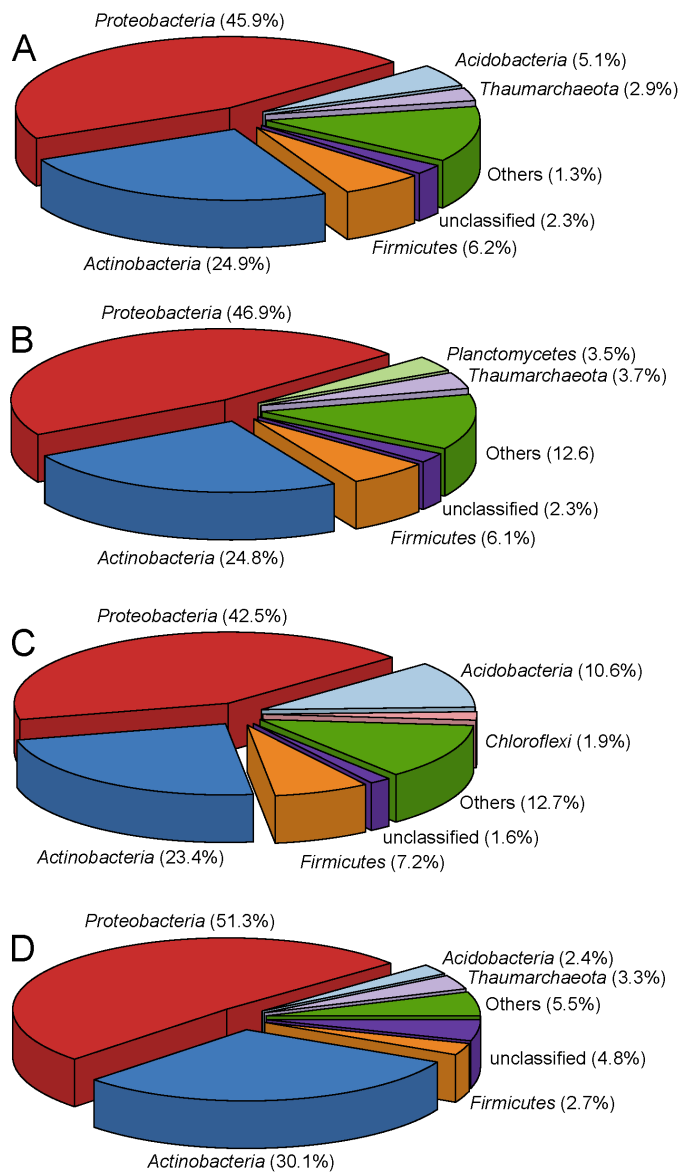 A
Proteobacteria (45.9%)
Acidobacteria (5.1%)
Thaumarchaeota (2.9%)
Others (1.3%)
unclassified (2.3%)
Firmicutes (6.2%)
Actinobacteria (24.9%)
B
Proteobacteria (46.9%)
Planctomycetes (3.5%)
Thaumarchaeota (3.7%)
Others (12.6)
unclassified (2.3%)
Firmicutes (6.1%)
Actinobacteria (24.8%)
C
Proteobacteria (42.5%)
Acidobacteria (10.6%)
Chloroflexi (1.9%)
Others (12.7%)
unclassified (1.6%)
Firmicutes (7.2%)
Actinobacteria (23.4%)
D
Proteobacteria (51.3%)
Acidobacteria (2.4%)
Thaumarchaeota (3.3%)
Others (5.5%)
unclassified (4.8%)
Firmicutes (2.7%)
Actinobacteria (30.1%)